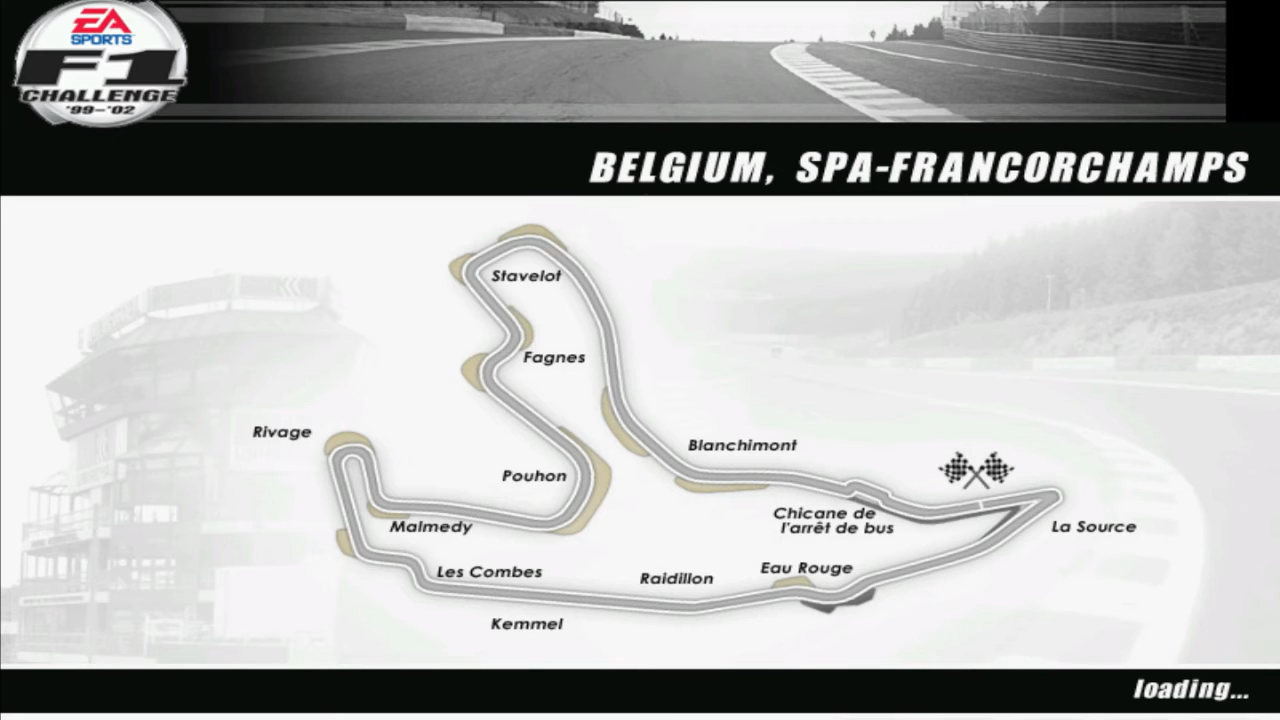 EA
SPORTS
F1
CHALLENGE
'99-'02
BELGIUM, SPA-FRANCORCHAMPS
Stavelot
Fagnes
Rivage
Blanchimont
Pouhon
Chicane de
l'arrêt de bus
La Source
Malmedy
Eau Rouge
Les Combes
Raidillon
Kemmel
loading...